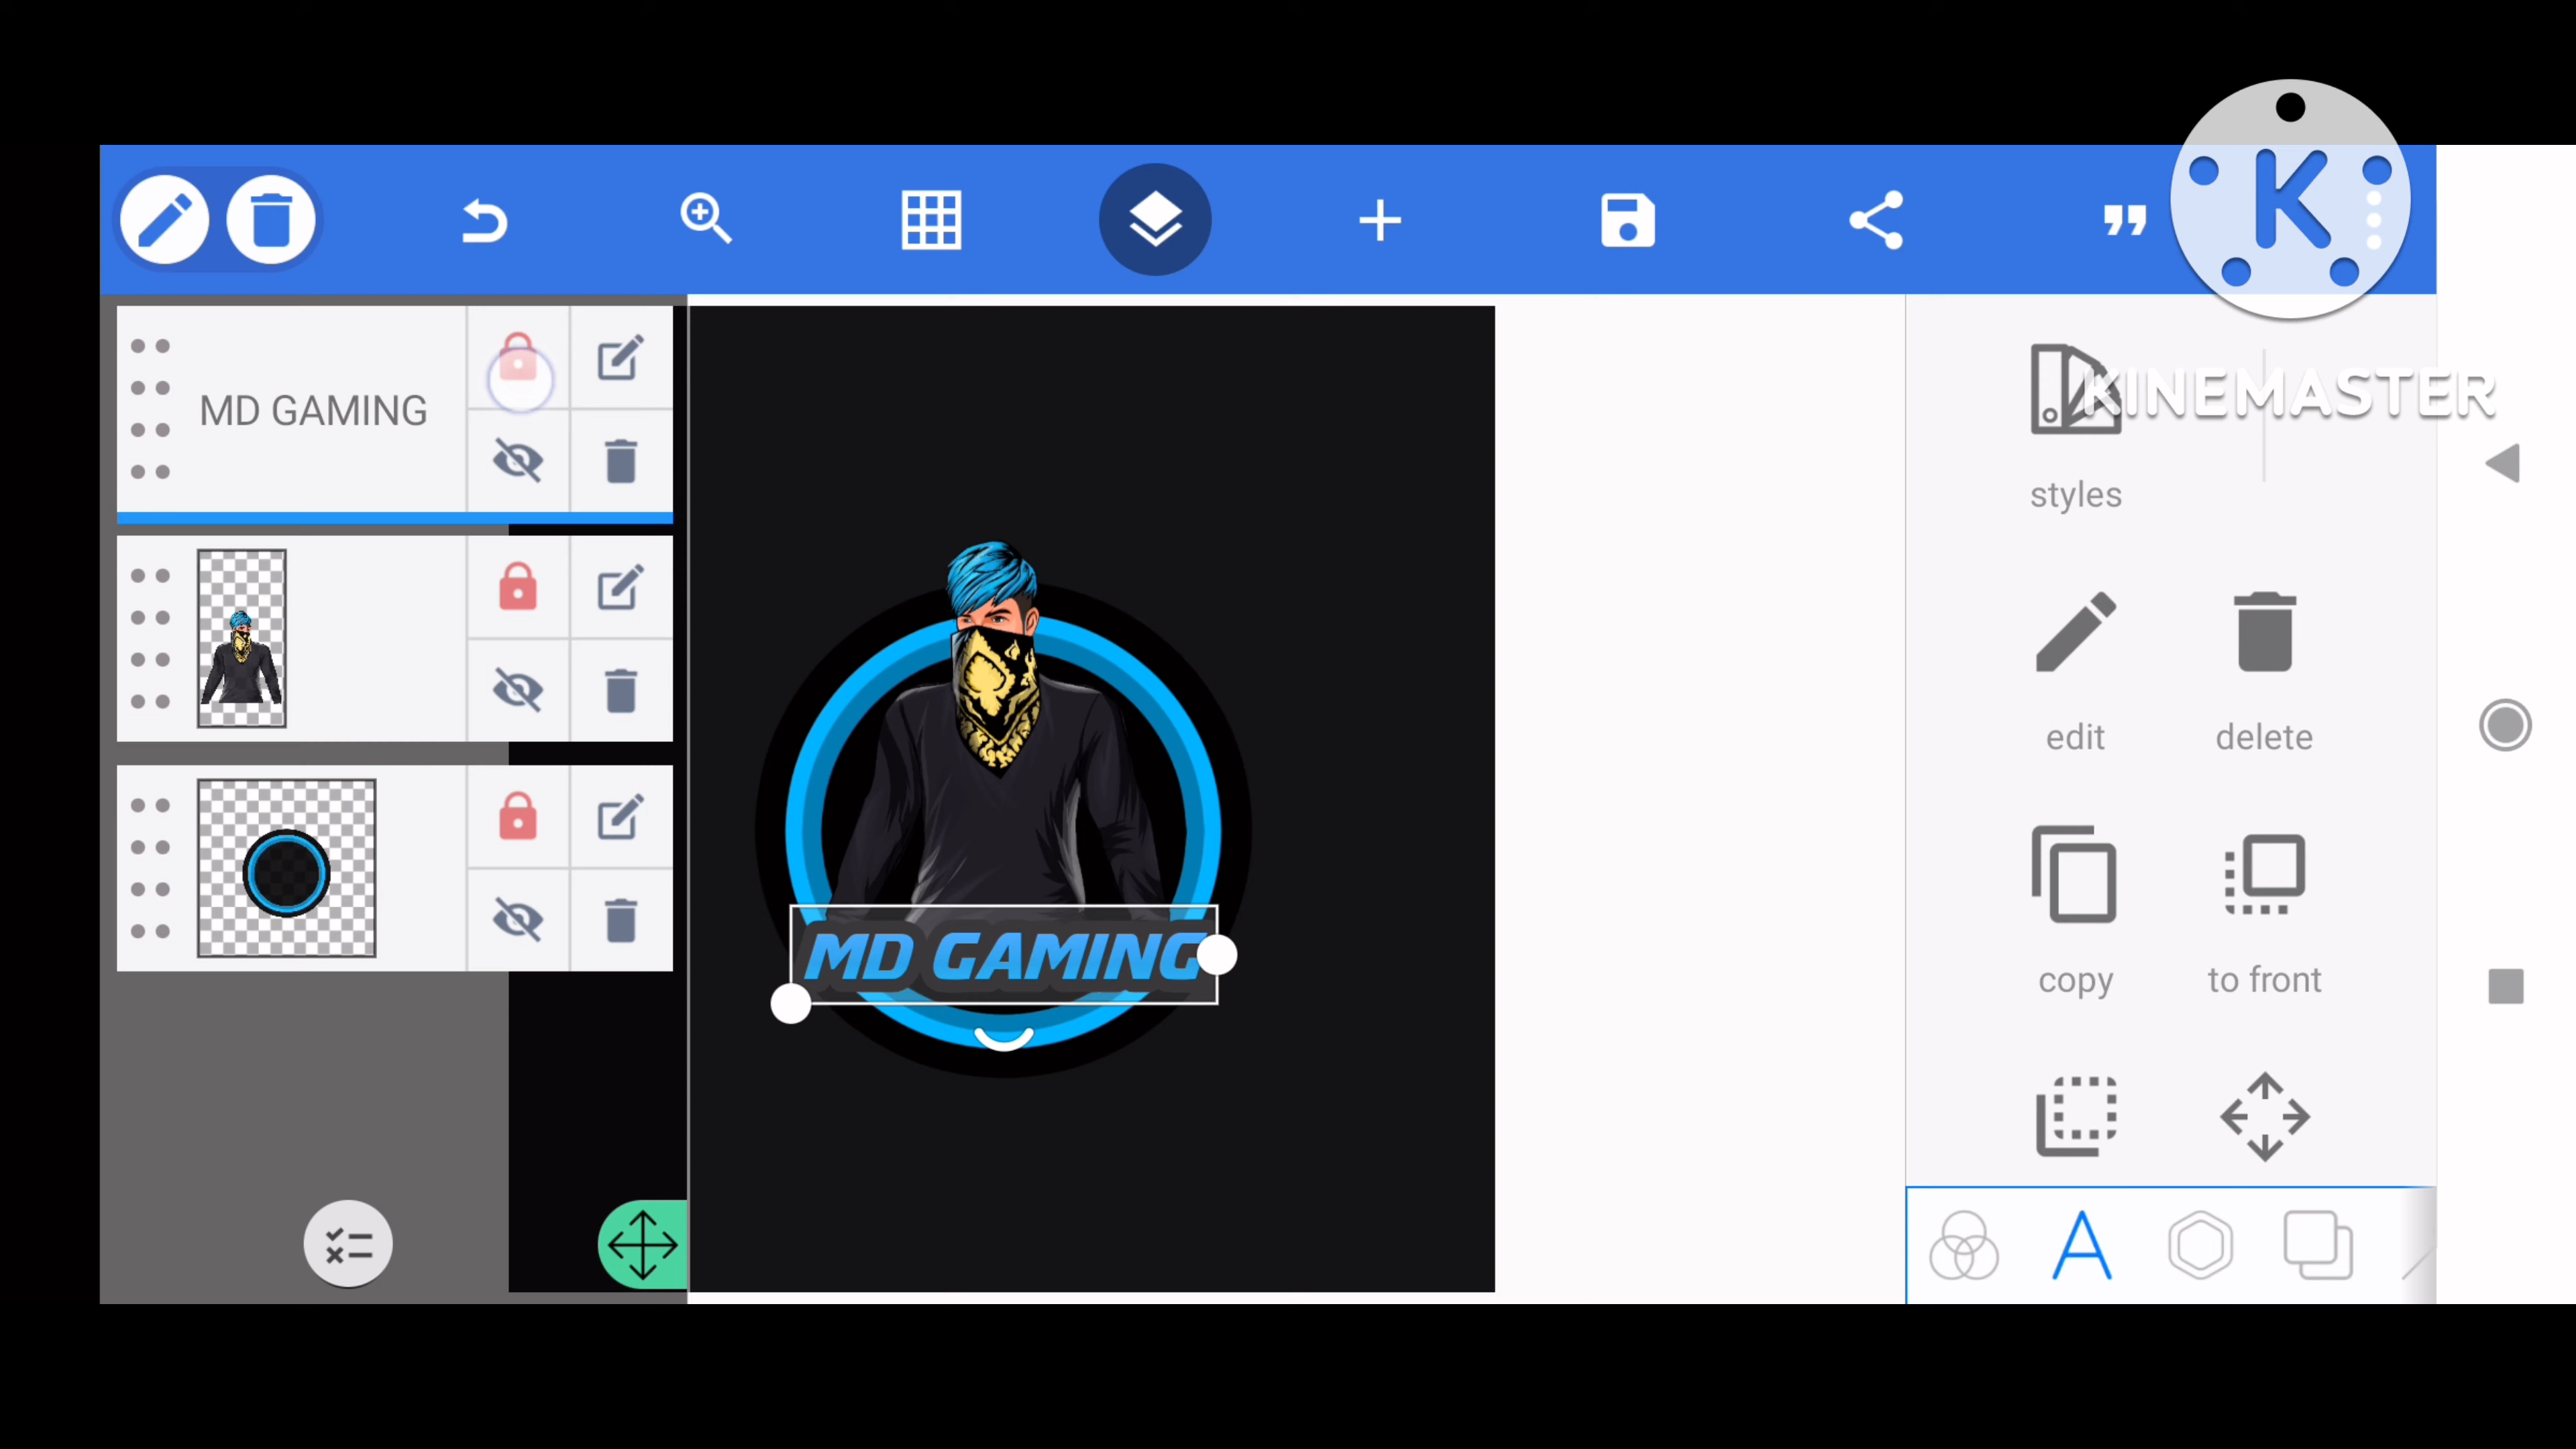 K
KINEMASTER
MD GAMING
styles
edit
delete
MD GAMING
copy
to front